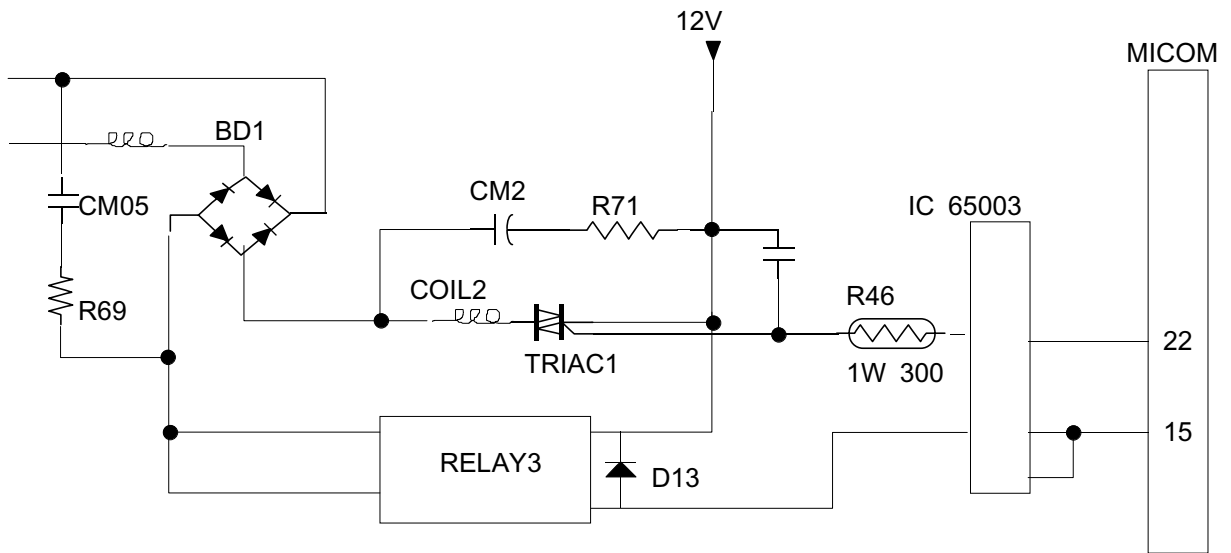 12V
MICOM
BD1
CM2
R71
IC 65003
CM05
COIL2
R46
R69
TRIAC1
1W 300
22
15
RELAY3
D13